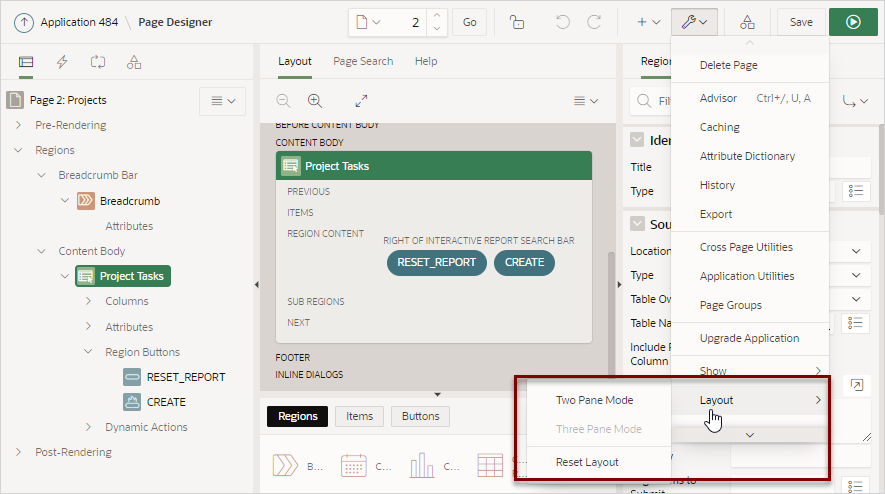 Application 484 \ Page Designer
2
Go
Save
Layout
Page Search
Help
Page 2: Projects
Pre-Rendering
Regions
Breadcrumb Bar
Breadcrumb
Attributes
Content Body
Project Tasks
Columns
Attributes
Region Buttons
RESET_REPORT
CREATE
Dynamic Actions
Post-Rendering
BEFORE CONTENT BODY
CONTENT BODY
Project Tasks
PREVIOUS
ITEMS
REGION CONTENT
RIGHT OF INTERACTIVE REPORT SEARCH BAR
RESET_REPORT
CREATE
SUB REGIONS
NEXT
FOOTER
INLINE DIALOGS
Regions
Items
Buttons
B...
C...
C...
C...
Regio
Filt
Iden
Title
Type
Sou
Location
Type
Table Ow
Table Na
Include R
Column
Submit
Delete Page
Advisor Ctrl+/, U, A
Caching
Attribute Dictionary
History
Export
Cross Page Utilities
Application Utilities
Page Groups
Upgrade Application
Show
Layout
Two Pane Mode
Three Pane Mode
Reset Layout